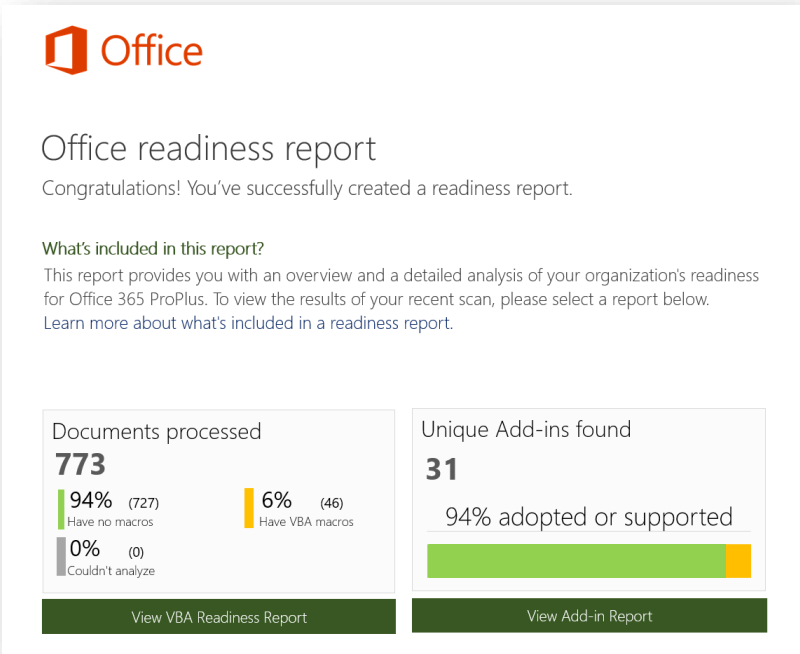 Office
Office readiness report
Congratulations! You've successfully created a readiness report.
What's included in this report?
This report provides you with an overview and a detailed analysis of your organization's readiness
for Office 365 ProPlus. To view the results of your recent scan, please select a report below.
Learn more about what's included in a readiness report.
Documents processed
773
94% (727)
Have no macros
6% (46)
Have VBA macros
0% (0)
Couldn't analyze
View VBA Readiness Report
Unique Add-ins found
31
94% adopted or supported
View Add-in Report